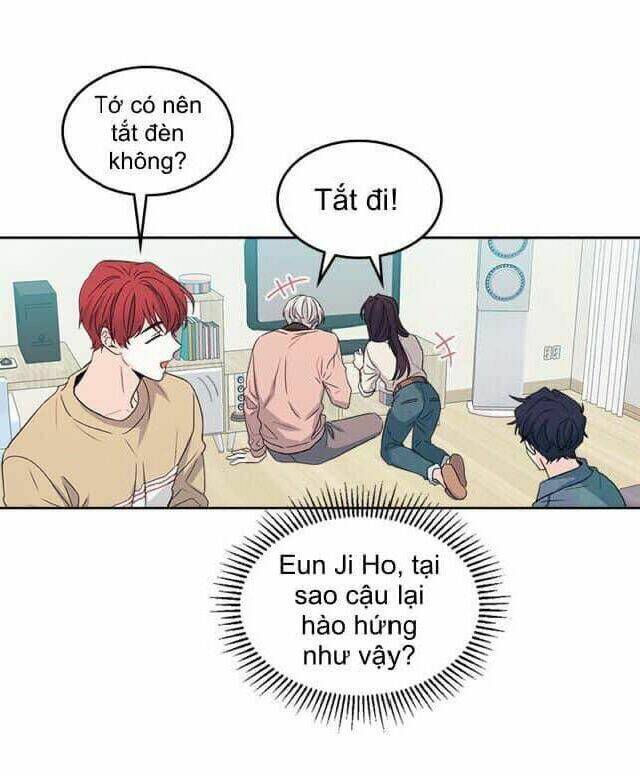 Tớ có nên
tắt đèn
không?
Tắt đi!
Eun Ji Ho, tại
sao cậu lại
hào hứng
như vậy?